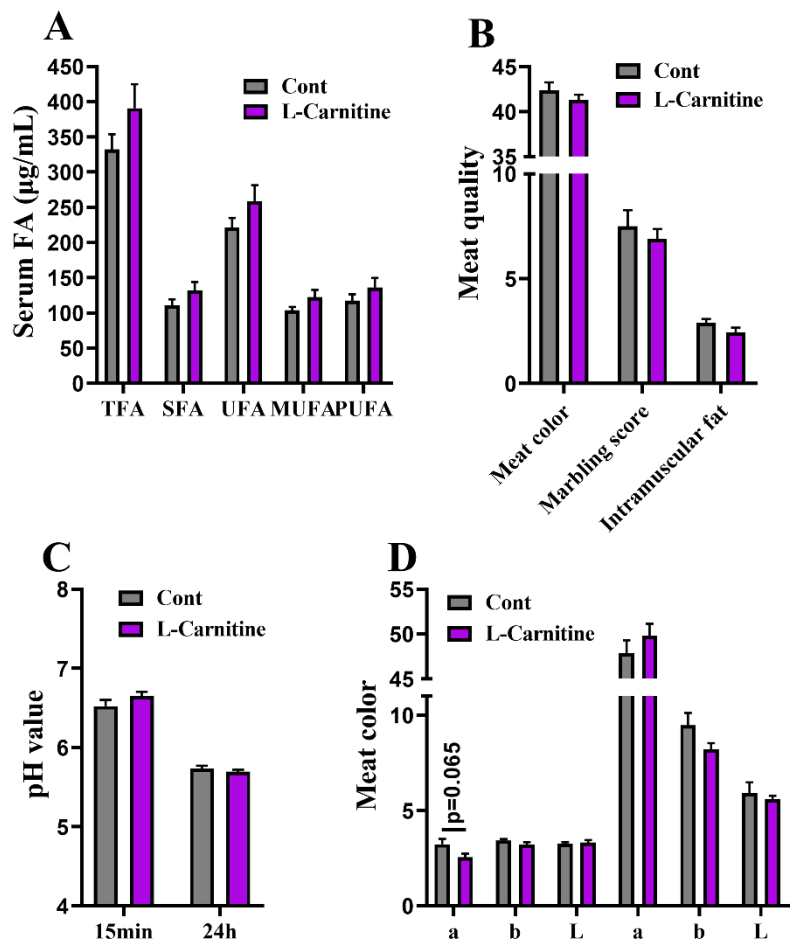 A
Serum FA (μg/mL)
450
400
350
300
250
200
150
100
50
0
Cont
L-Carnitine
TFA SFA UFA MUFA PUFA
B
Meat quality
45
40
35
10
5
0
Cont
L-Carnitine
Meat color
Marbling score
Intramuscular fat
C
pH value
8
7
6
5
4
Cont
L-Carnitine
15min 24h
D
Meat color
55
50
45
10
5
0
Cont
L-Carnitine
p=0.065
a b L a b L